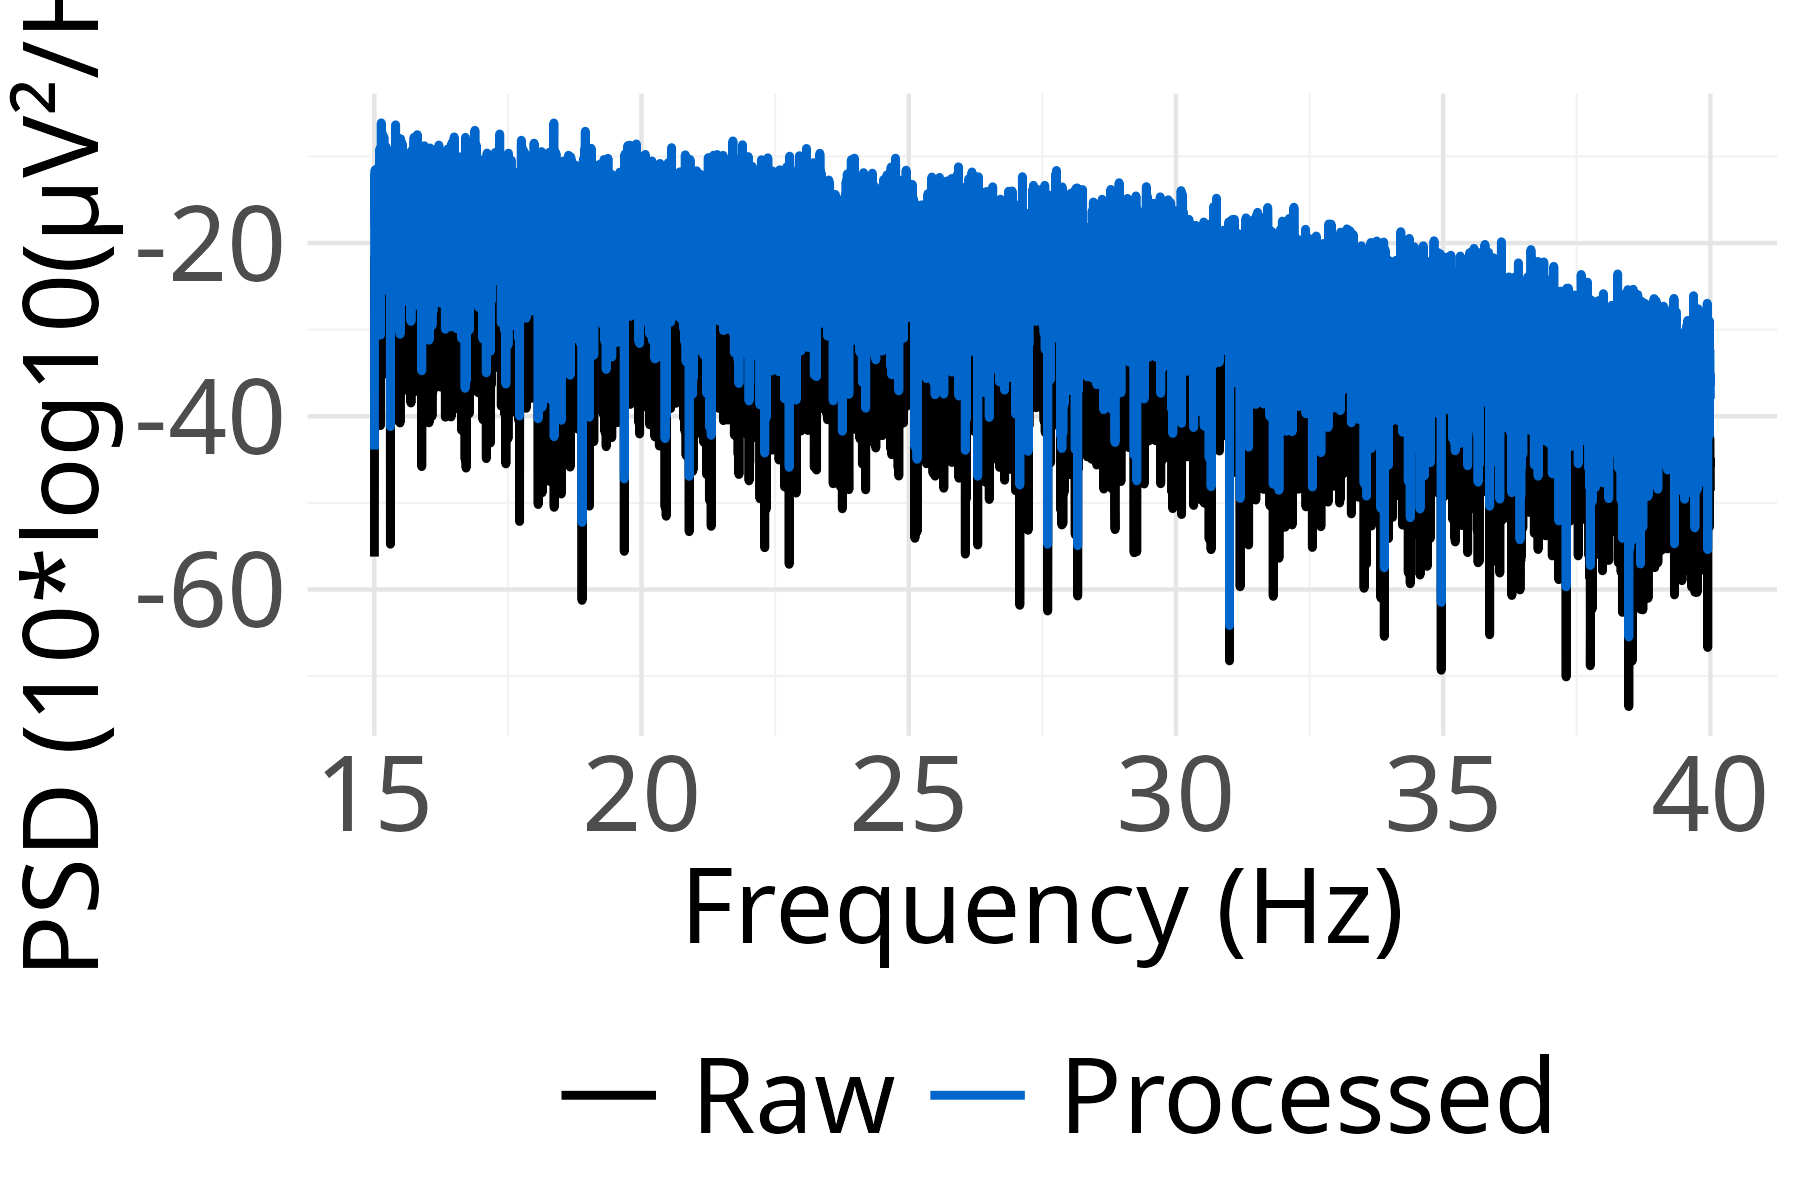 PSD (10*log10(µV²/H
-20
-40
-60
15 20 25 30 35 40
Frequency (Hz)
Raw Processed